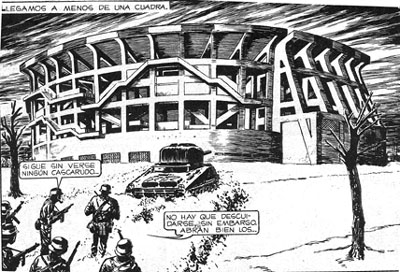 LLEGAMOS A MENOS DE UNA CUADRA.
SIGUE SIN VERSE
NINGÚN CASCARUDO...
NO HAY QUE DESCUI-
DARSE, SIN EMBARGO.
ABRAN BIEN LOS...